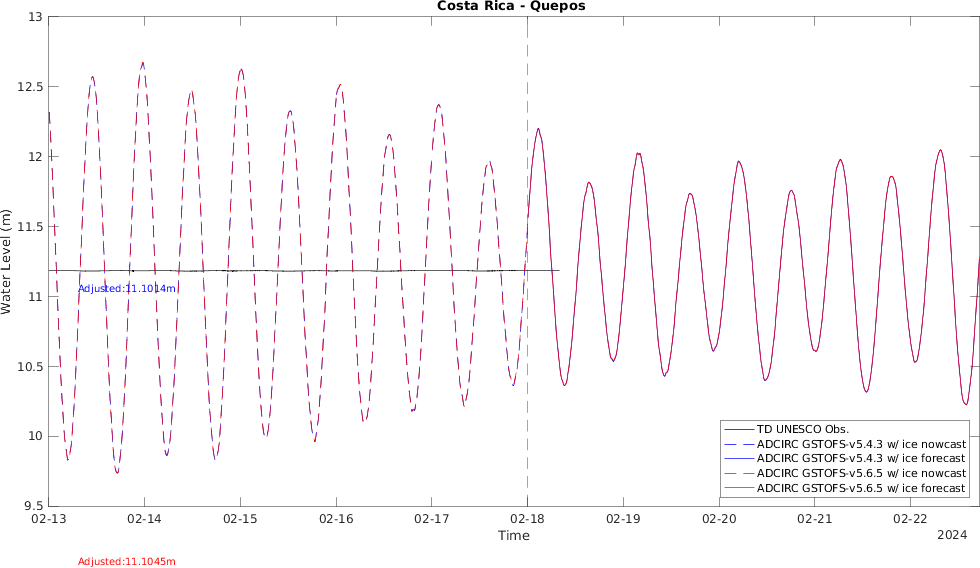 Costa Rica - Quepos
13
12.5
12
11.5
11
10.5
10
9.5
Water Level (m)
Adjusted:11.1014m
TD UNESCO Obs.
ADCIRC GSTOFS-v5.4.3 w/ ice nowcast
ADCIRC GSTOFS-v5.4.3 w/ ice forecast
ADCIRC GSTOFS-v5.6.5 w/ ice nowcast
ADCIRC GSTOFS-v5.6.5 w/ ice forecast
02-13 02-14 02-15 02-16 02-17 02-18 02-19 02-20 02-21 02-22
Time
2024
Adjusted:11.1045m